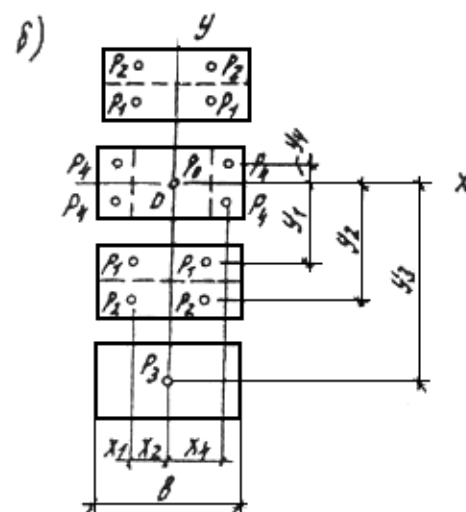 б) y
P2 P2
P1 P1
P4 P0 P4 y4 x
P4 0 P4
P1 P1 y1 y2 y3
P2 P2
P3
x1 x2 x4
в